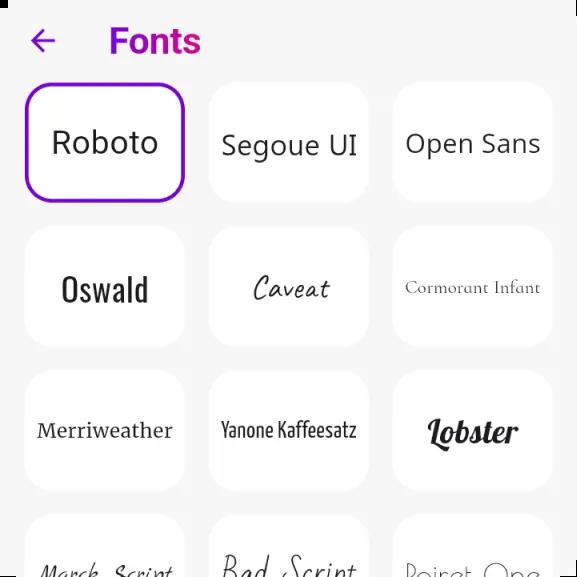 Fonts
Roboto
Segoue UI
Open Sans
Oswald
Caveat
Cormorant Infant
Merriweather
Yanone Kaffeesatz
Lobster
Marck Script
Bad Script
Poiret One